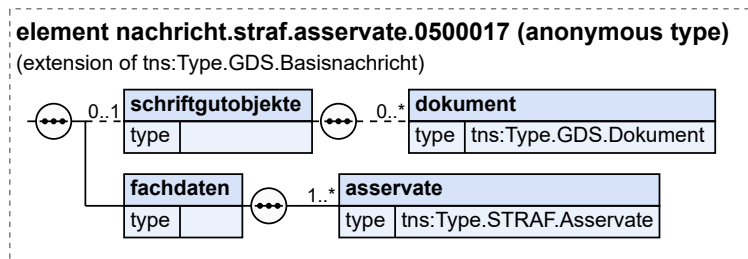 element nachricht.straf.asservate.0500017 (anonymous type)
(extension of tns:Type.GDS.Basisnachricht)
0..1 schriftgutobjekte 0..* dokument
type type tns:Type.GDS.Dokument
fachdaten 1..* asservate
type type tns:Type.STRAF.Asservate